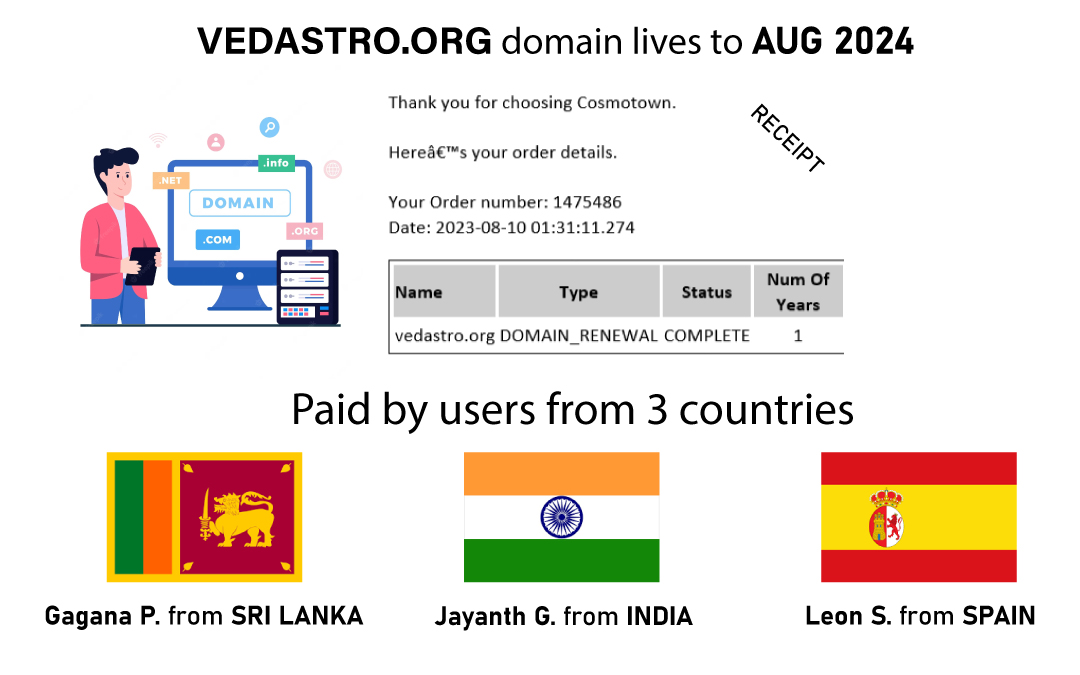 VEDASTRO.ORG domain lives to AUG 2024
Thank you for choosing Cosmotown.
RECEIPT
Hereâ€™s your order details.
Your Order number: 1475486
Date: 2023-08-10 01:31:11.274
.info
.NET
DOMAIN
.ORG
.COM
Name Type Status Num Of Years
vedastro.org DOMAIN_RENEWAL COMPLETE 1
Paid by users from 3 countries
Gagana P. from SRI LANKA
Jayanth G. from INDIA
Leon S. from SPAIN